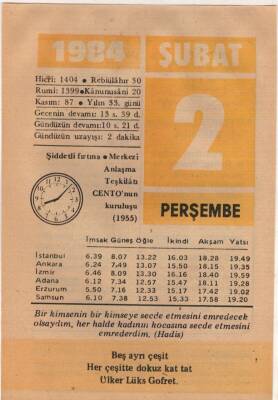 1984 ŞUBAT
Hicri: 1404 • Rebiülâhır 30
Rumi: 1399 • Kânunusâni 20
Kasım: 87 • Yılın 33. günü
Gecenin devamı: 13 s. 39 d.
Gündüzün devamı: 10 s. 21 d.
Gündüzün uzayışı: 2 dakika
2
PERŞEMBE
Şiddetli fırtına • Merkezi
Anlaşma
Teşkilâtı
CENTO'nun
kuruluşu
(1955)
İmsak Güneş Öğle İkindi Akşam Yatsı
İstanbul 6.39 8.07 13.22 16.03 18.28 19.49
Ankara 6.24 7.49 13.07 15.50 18.15 19.35
İzmir 6.46 8.09 13.30 16.16 18.40 19.59
Adana 6.12 7.34 12.57 15.47 18.11 19.28
Erzurum 5.50 7.16 12.33 15.17 17.42 19.02
Samsun 6.10 7.38 12.53 15.33 17.58 19.20
Bir kimsenin bir kimseye secde etmesini emredecek
olsaydım, her halde kadının kocasına secde etmesini
emrederdim. (Hadis)
Beş ayrı çeşit
Her çeşitte dokuz kat tat
Ülker Lüks Gofret.